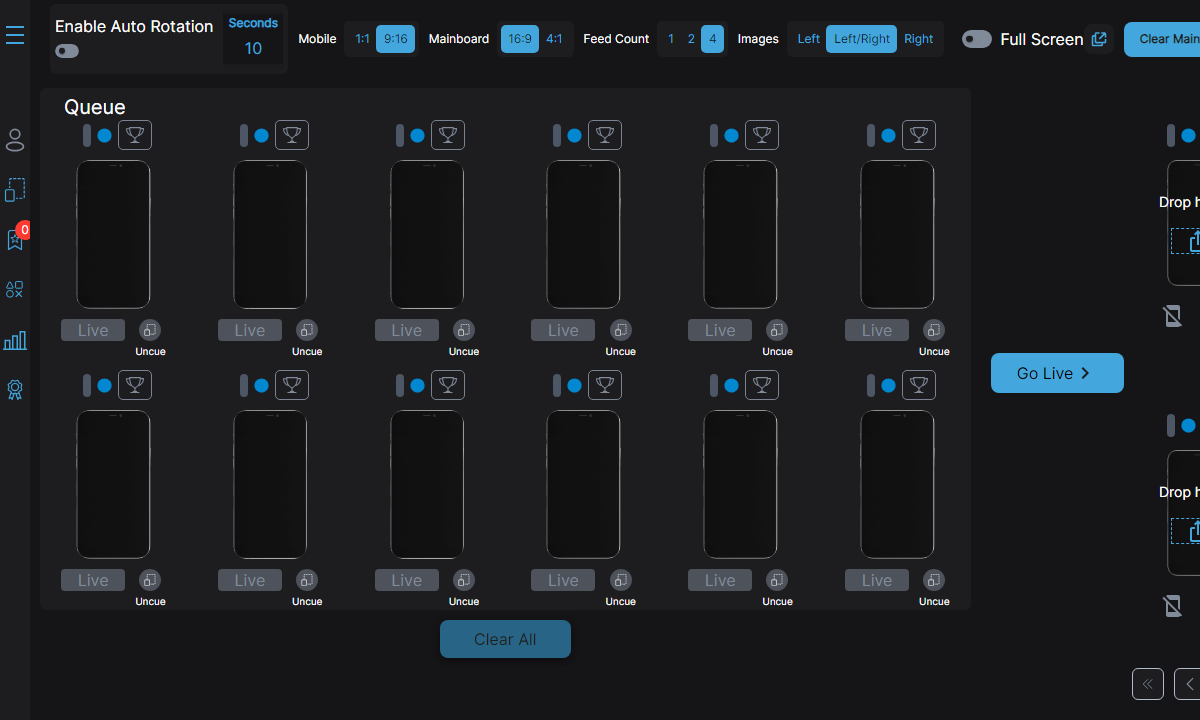 Enable Auto Rotation
Seconds
10
Mobile 1:1 9:16 Mainboard 16:9 4:1 Feed Count 1 2 4 Images Left Left/Right Right Full Screen Clear Main
Queue
0
Drop h
Live Live Live Live Live Live
Uncue Uncue Uncue Uncue Uncue Uncue
Go Live
Drop h
Live Live Live Live Live Live
Uncue Uncue Uncue Uncue Uncue Uncue
Clear All